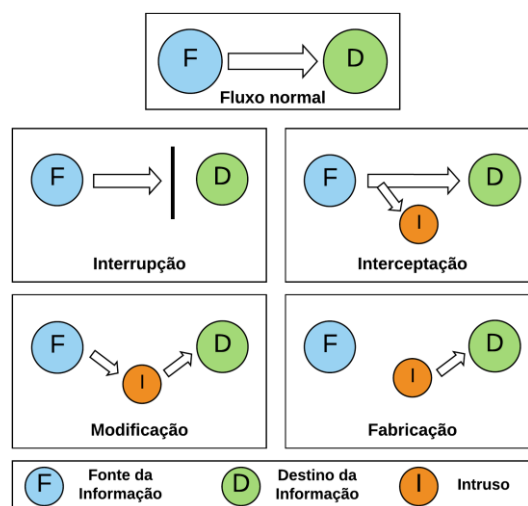 F
D
Fluxo normal
F
D
Interrupção
F
D
I
Interceptação
F
D
I
Modificação
F
D
I
Fabricação
F
Fonte da
Informação
D
Destino da
Informação
I
Intruso